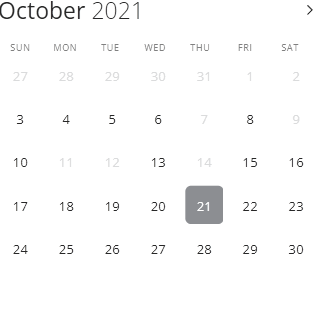 October 2021
SUN MON TUE WED THU FRI SAT
27 28 29 30 31 1 2
3 4 5 6 7 8 9
10 11 12 13 14 15 16
17 18 19 20 21 22 23
24 25 26 27 28 29 30